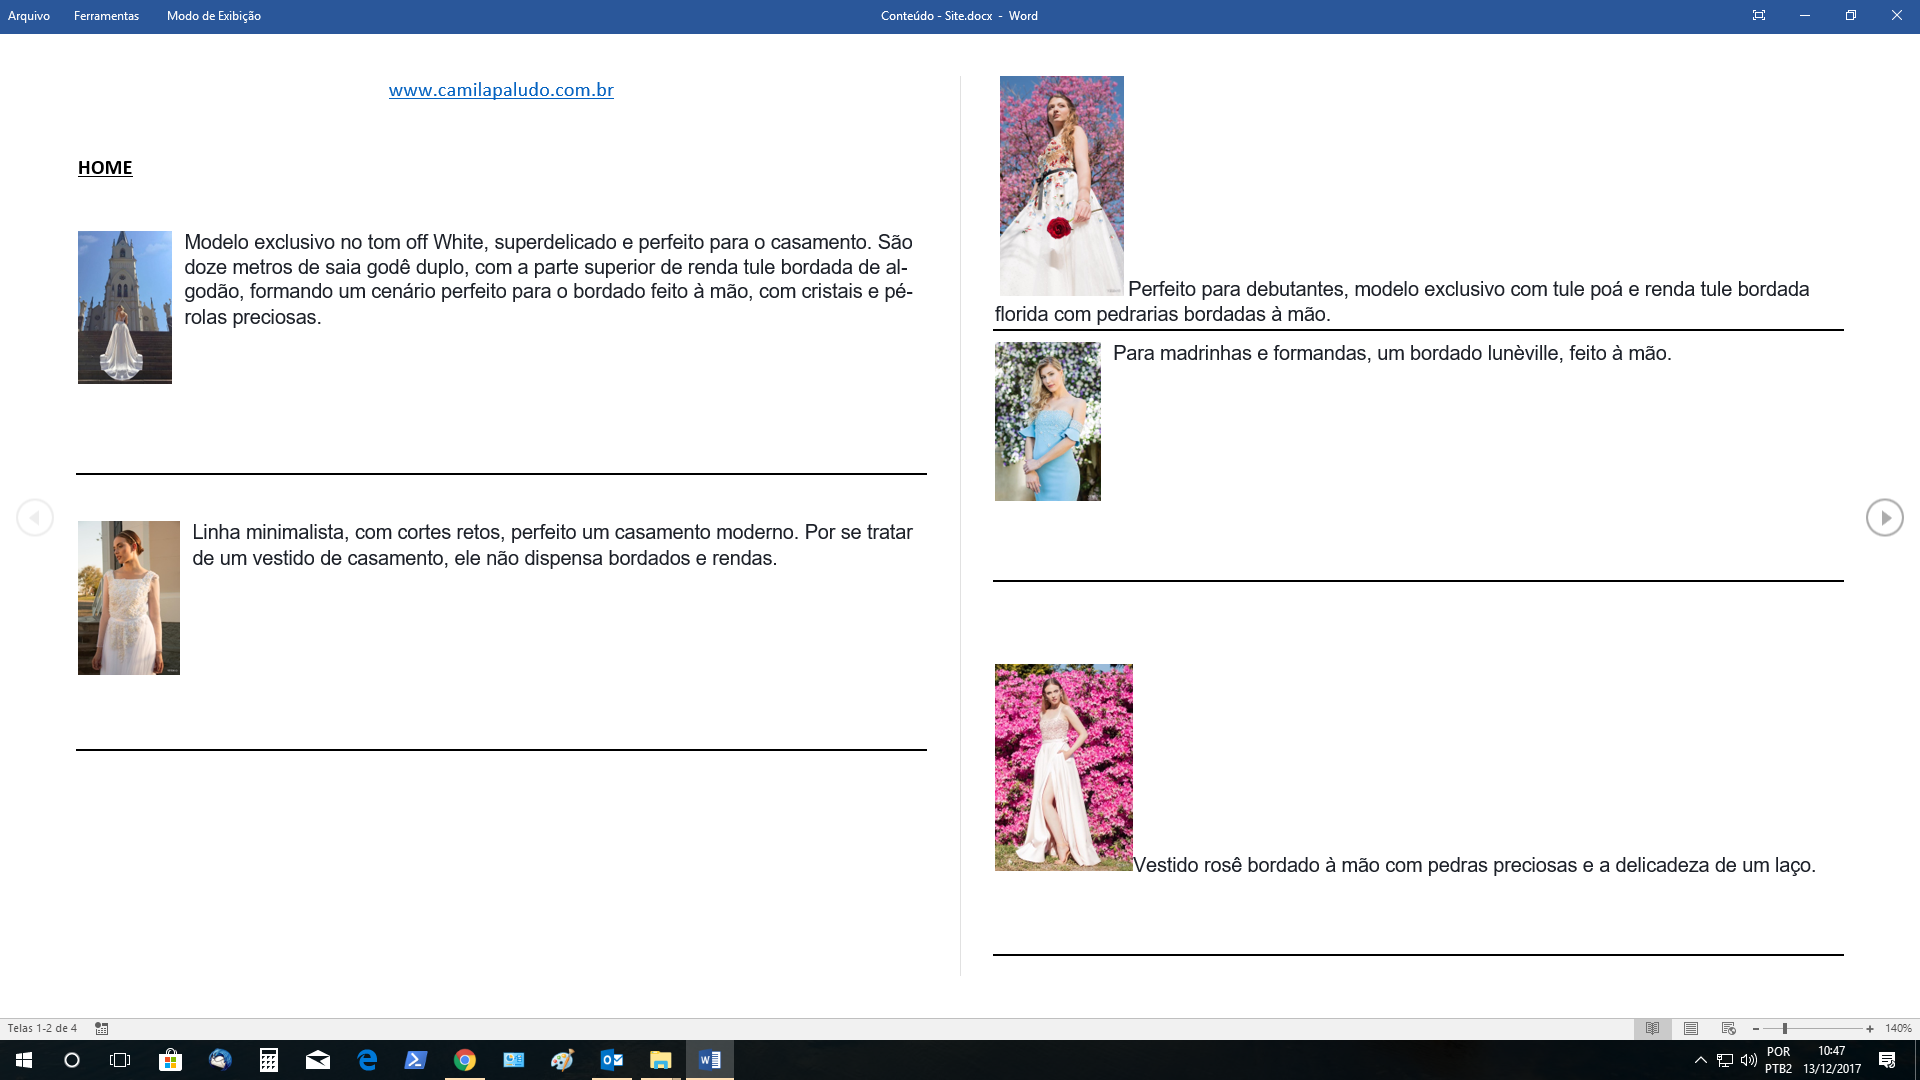 Arquivo Ferramentas Modo de Exibição Conteúdo - Site.docx - Word
www.camilapaludo.com.br
HOME
Modelo exclusivo no tom off White, superdelicado e perfeito para o casamento. São
doze metros de saia godê duplo, com a parte superior de renda tule bordada de al-
godão, formando um cenário perfeito para o bordado feito à mão, com cristais e pé-
rolas preciosas.
Linha minimalista, com cortes retos, perfeito um casamento moderno. Por se tratar
de um vestido de casamento, ele não dispensa bordados e rendas.
Perfeito para debutantes, modelo exclusivo com tule poá e renda tule bordada
florida com pedrarias bordadas à mão.
Para madrinhas e formandas, um bordado lunèville, feito à mão.
Vestido rosê bordado à mão com pedras preciosas e a delicadeza de um laço.
Telas 1-2 de 4
140%
POR
PTB2
10:47
13/12/2017